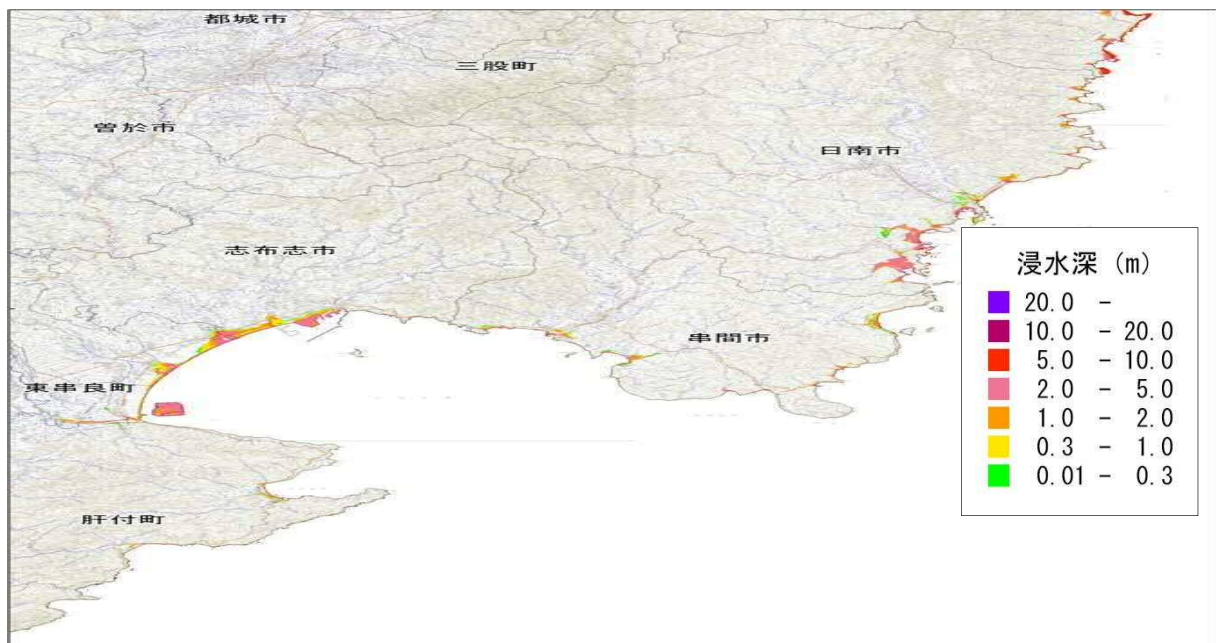 都城市
三股町
曽於市
日南市
志布志市
串間市
東串良町
肝付町
浸水深 (m)
20.0 -
10.0 - 20.0
5.0 - 10.0
2.0 - 5.0
1.0 - 2.0
0.3 - 1.0
0.01 - 0.3